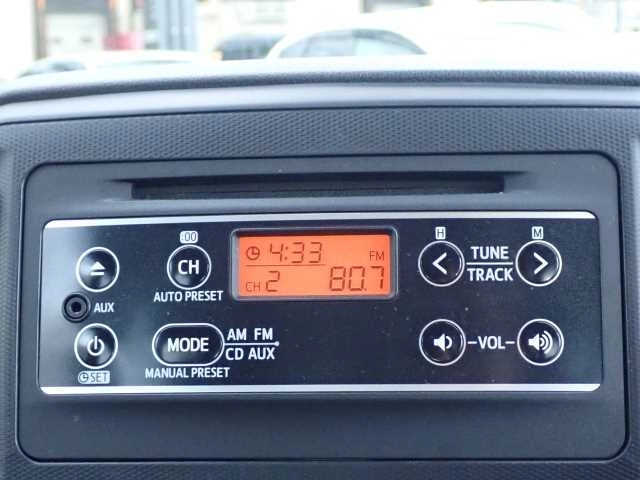 :00
H
M
4:33
FM
CH 2
80.7
CH
AUTO PRESET
TUNE
TRACK
AUX
MODE
AM FM
CD AUX
MANUAL PRESET
-VOL-
SET